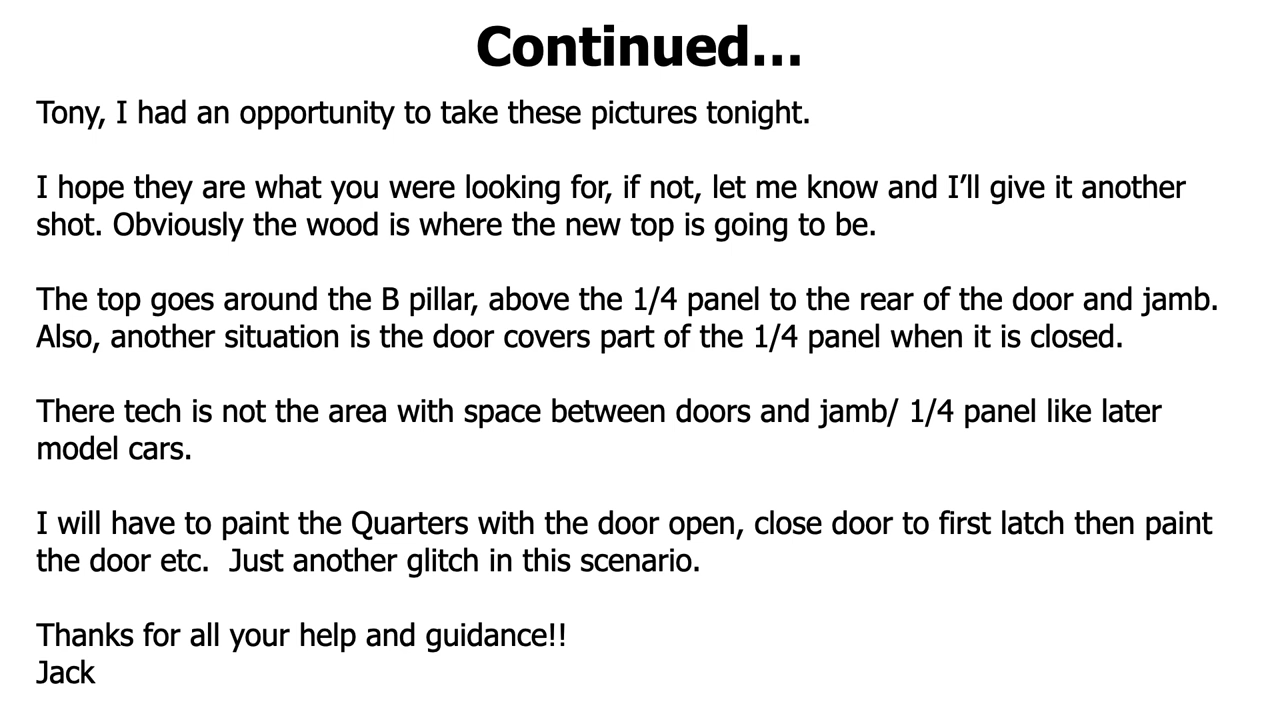 Continued...
Tony, I had an opportunity to take these pictures tonight.
I hope they are what you were looking for, if not, let me know and I’ll give it another
shot. Obviously the wood is where the new top is going to be.
The top goes around the B pillar, above the 1/4 panel to the rear of the door and jamb.
Also, another situation is the door covers part of the 1/4 panel when it is closed.
There tech is not the area with space between doors and jamb/ 1/4 panel like later
model cars.
I will have to paint the Quarters with the door open, close door to first latch then paint
the door etc.  Just another glitch in this scenario.
Thanks for all your help and guidance!!
Jack